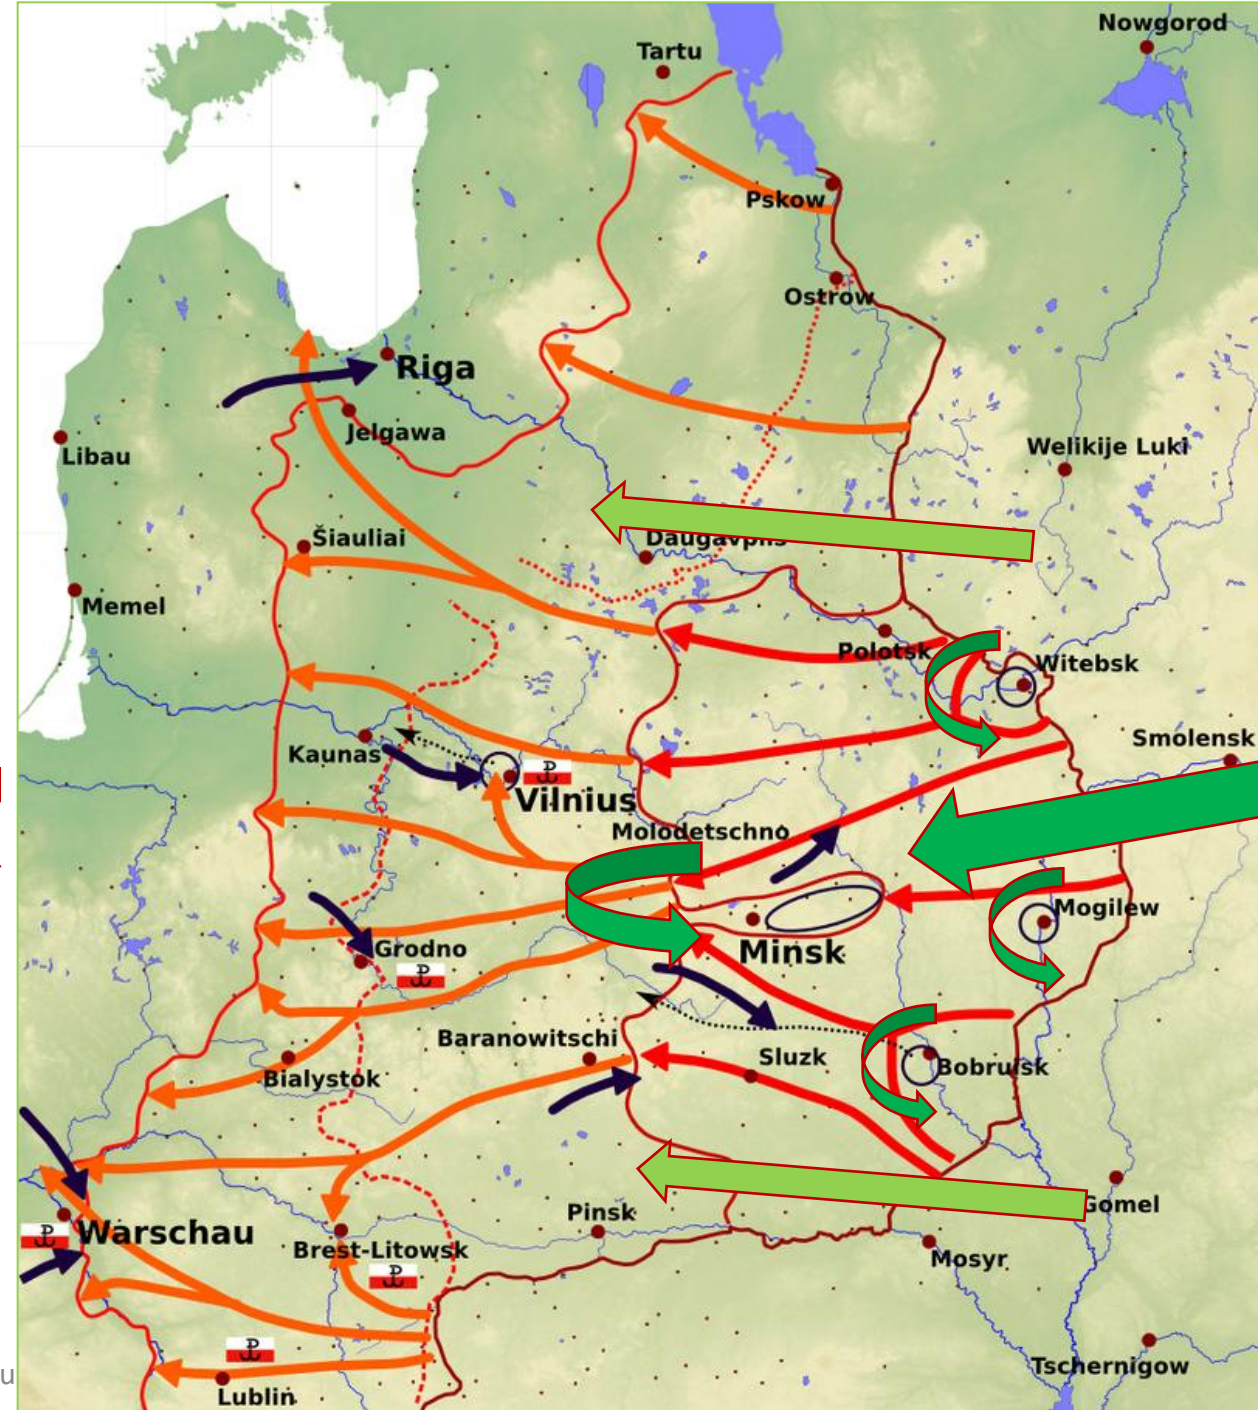 Nowgorod
Tartu
Pskow
Ostrow
Riga
Jelgawa
Libau
Welikije Luki
Šiauliai
Daugavpils
Memel
Polotsk
Witebsk
Smolensk
Kaunas
Vilnius
Molodetschno
Mogilew
Minsk
Grodno
Baranowitschi
Sluzk
Bobruisk
Bialystok
Gomel
Pinsk
Warschau
Brest-Litowsk
Mosyr
Tschernigow
Lublin
u